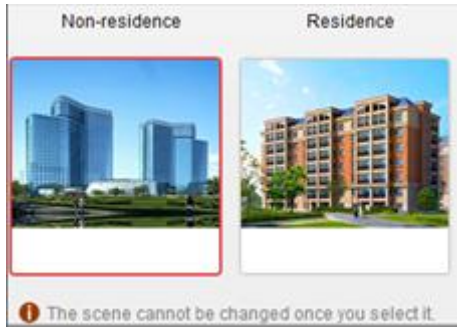 Non-residence Residence
The scene cannot be changed once you select it.